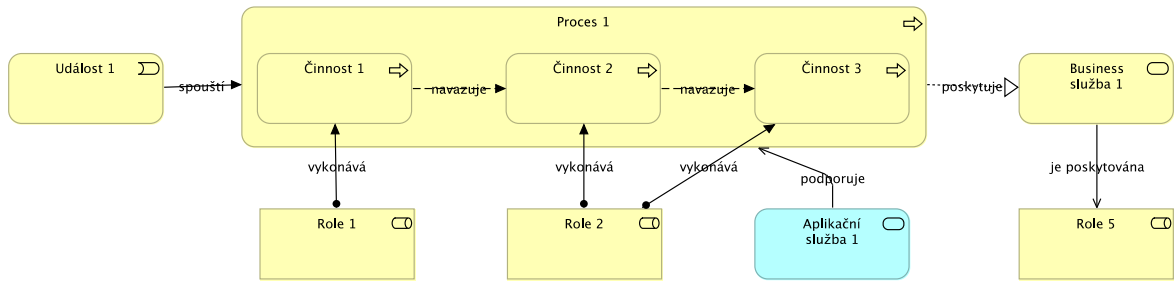 Proces 1
Událost 1
spouští
Činnost 1
navazuje
Činnost 2
navazuje
Činnost 3
poskytuje
Business
služba 1
vykonává
vykonává
vykonává
podporuje
je poskytována
Role 1
Role 2
Aplikační
služba 1
Role 5